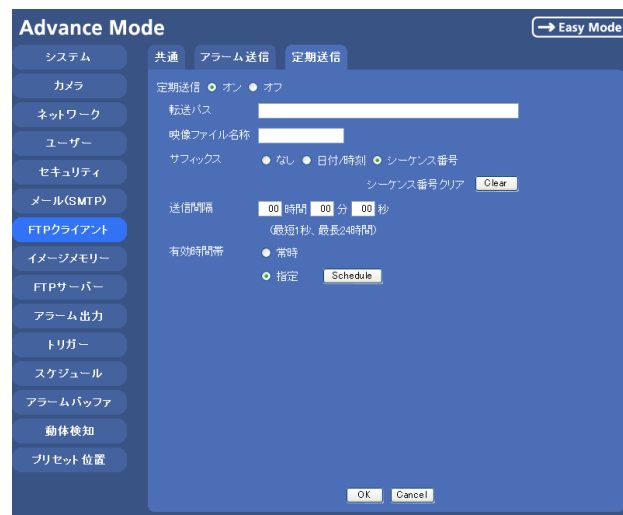 Advance Mode
→ Easy Mode
システム
カメラ
ネットワーク
ユーザー
セキュリティ
メール(SMTP)
FTPクライアント
イメージメモリー
FTPサーバー
アラーム出力
トリガー
スケジュール
アラームバッファ
動体検知
プリセット位置
共通 アラーム送信 定期送信
定期送信 オン オフ
転送パス
映像ファイル名称
サフィックス なし 日付/時刻 シーケンス番号
シーケンス番号クリア Clear
送信間隔 00 時間 00 分 00 秒
(最短1秒、最長24時間)
有効時間帯 常時
指定 Schedule
OK Cancel